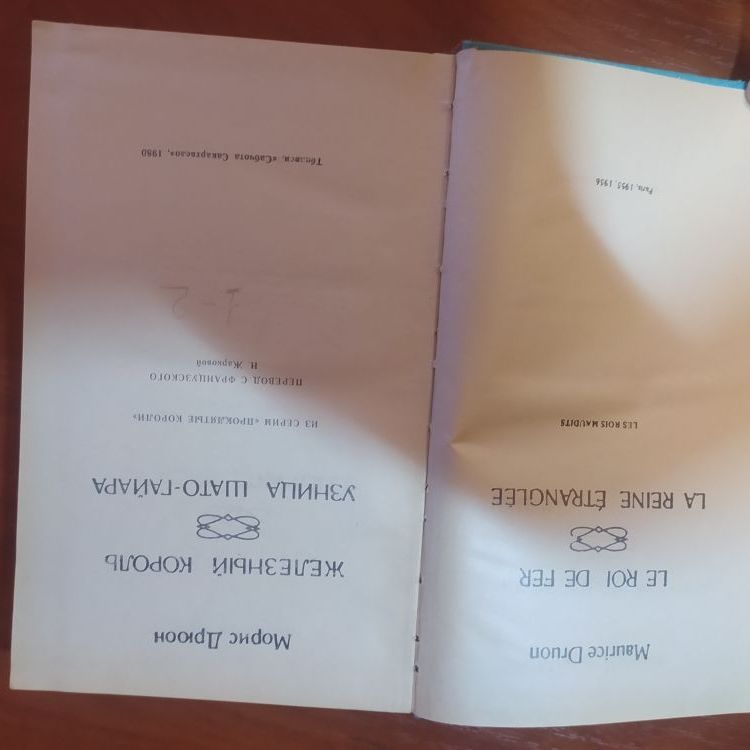 Maurice Druon
LE ROI DE FER
LA REINE ÉTRANGLÉE
LES ROIS MAUDITS
Paris, 1955, 1956
Морис Дрюон
ЖЕЛЕЗНЫЙ КОРОЛЬ
УЗНИЦА ШАТО-ГАЙАРА
ИЗ СЕРИИ «ПРОКЛЯТЫЕ КОРОЛИ»
ПЕРЕВОД С ФРАНЦУЗСКОГО
Н. Жарковой
1-2
Тбилиси, «Сабчота Сакартвело», 1980